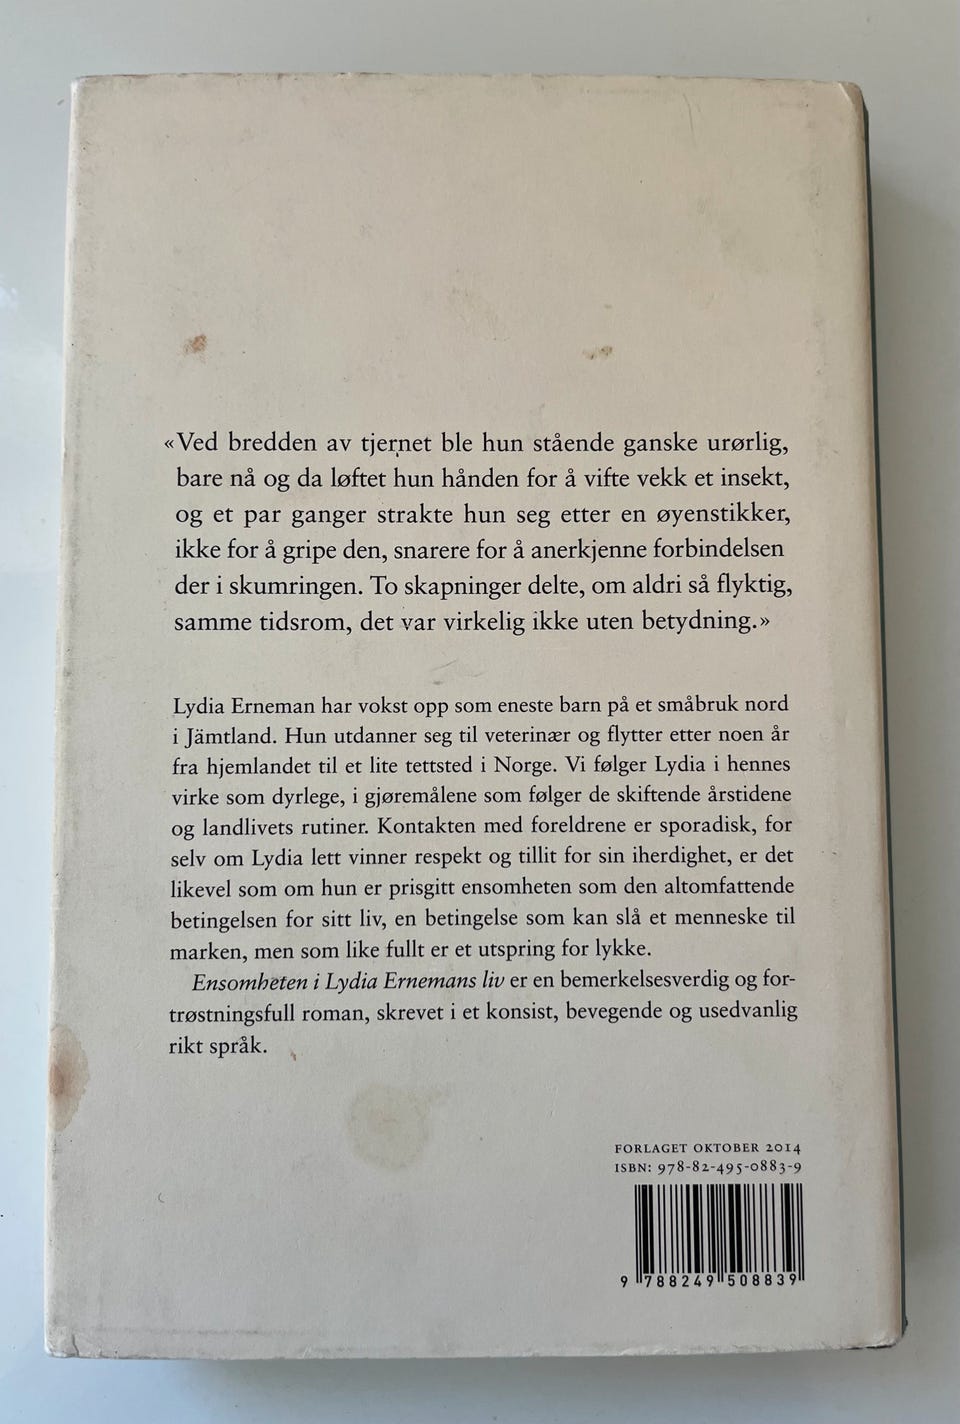 «Ved bredden av tjernet ble hun stående ganske urørlig,
bare nå og da løftet hun hånden for å vifte vekk et insekt,
og et par ganger strakte hun seg etter en øyenstikker,
ikke for å gripe den, snarere for å anerkjenne forbindelsen
der i skumringen. To skapninger delte, om aldri så flyktig,
samme tidsrom, det var virkelig ikke uten betydning.»
Lydia Erneman har vokst opp som eneste barn på et småbruk nord
i Jämtland. Hun utdanner seg til veterinær og flytter etter noen år
fra hjemlandet til et lite tettsted i Norge. Vi følger Lydia i hennes
virke som dyrlege, i gjøremålene som følger de skiftende årstidene
og landlivets rutiner. Kontakten med foreldrene er sporadisk, for
selv om Lydia lett vinner respekt og tillit for sin iherdighet, er det
likevel som om hun er prisgitt ensomheten som den altomfattende
betingelsen for sitt liv, en betingelse som kan slå et menneske til
marken, men som like fullt er et utspring for lykke.
Ensomheten i Lydia Ernemans liv er en bemerkelsesverdig og for-
trøstningsfull roman, skrevet i et konsist, bevegende og usedvanlig
rikt språk.
FORLAGET OKTOBER 2014
ISBN: 978-82-495-0883-9
9 788249 508839